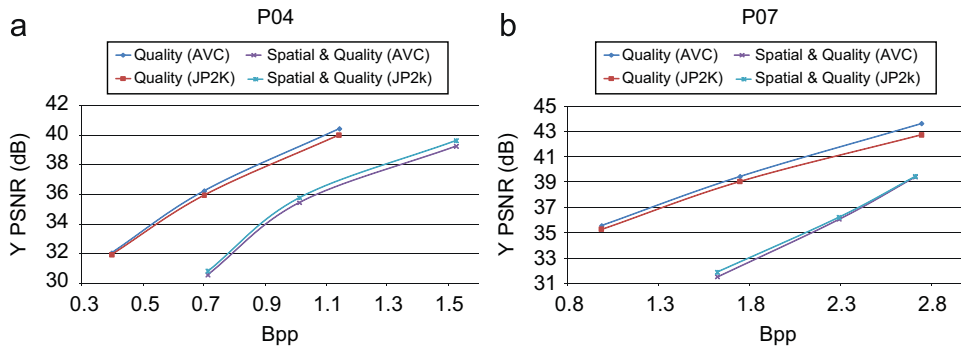 a
P04
Quality (AVC) Spatial & Quality (AVC)
Quality (JP2K) Spatial & Quality (JP2k)
Y PSNR (dB)
42
40
38
36
34
32
30
0.3 0.5 0.7 0.9 1.1 1.3 1.5
Bpp
b
P07
Quality (AVC) Spatial & Quality (AVC)
Quality (JP2K) Spatial & Quality (JP2k)
Y PSNR (dB)
45
43
41
39
37
35
33
31
0.8 1.3 1.8 2.3 2.8
Bpp